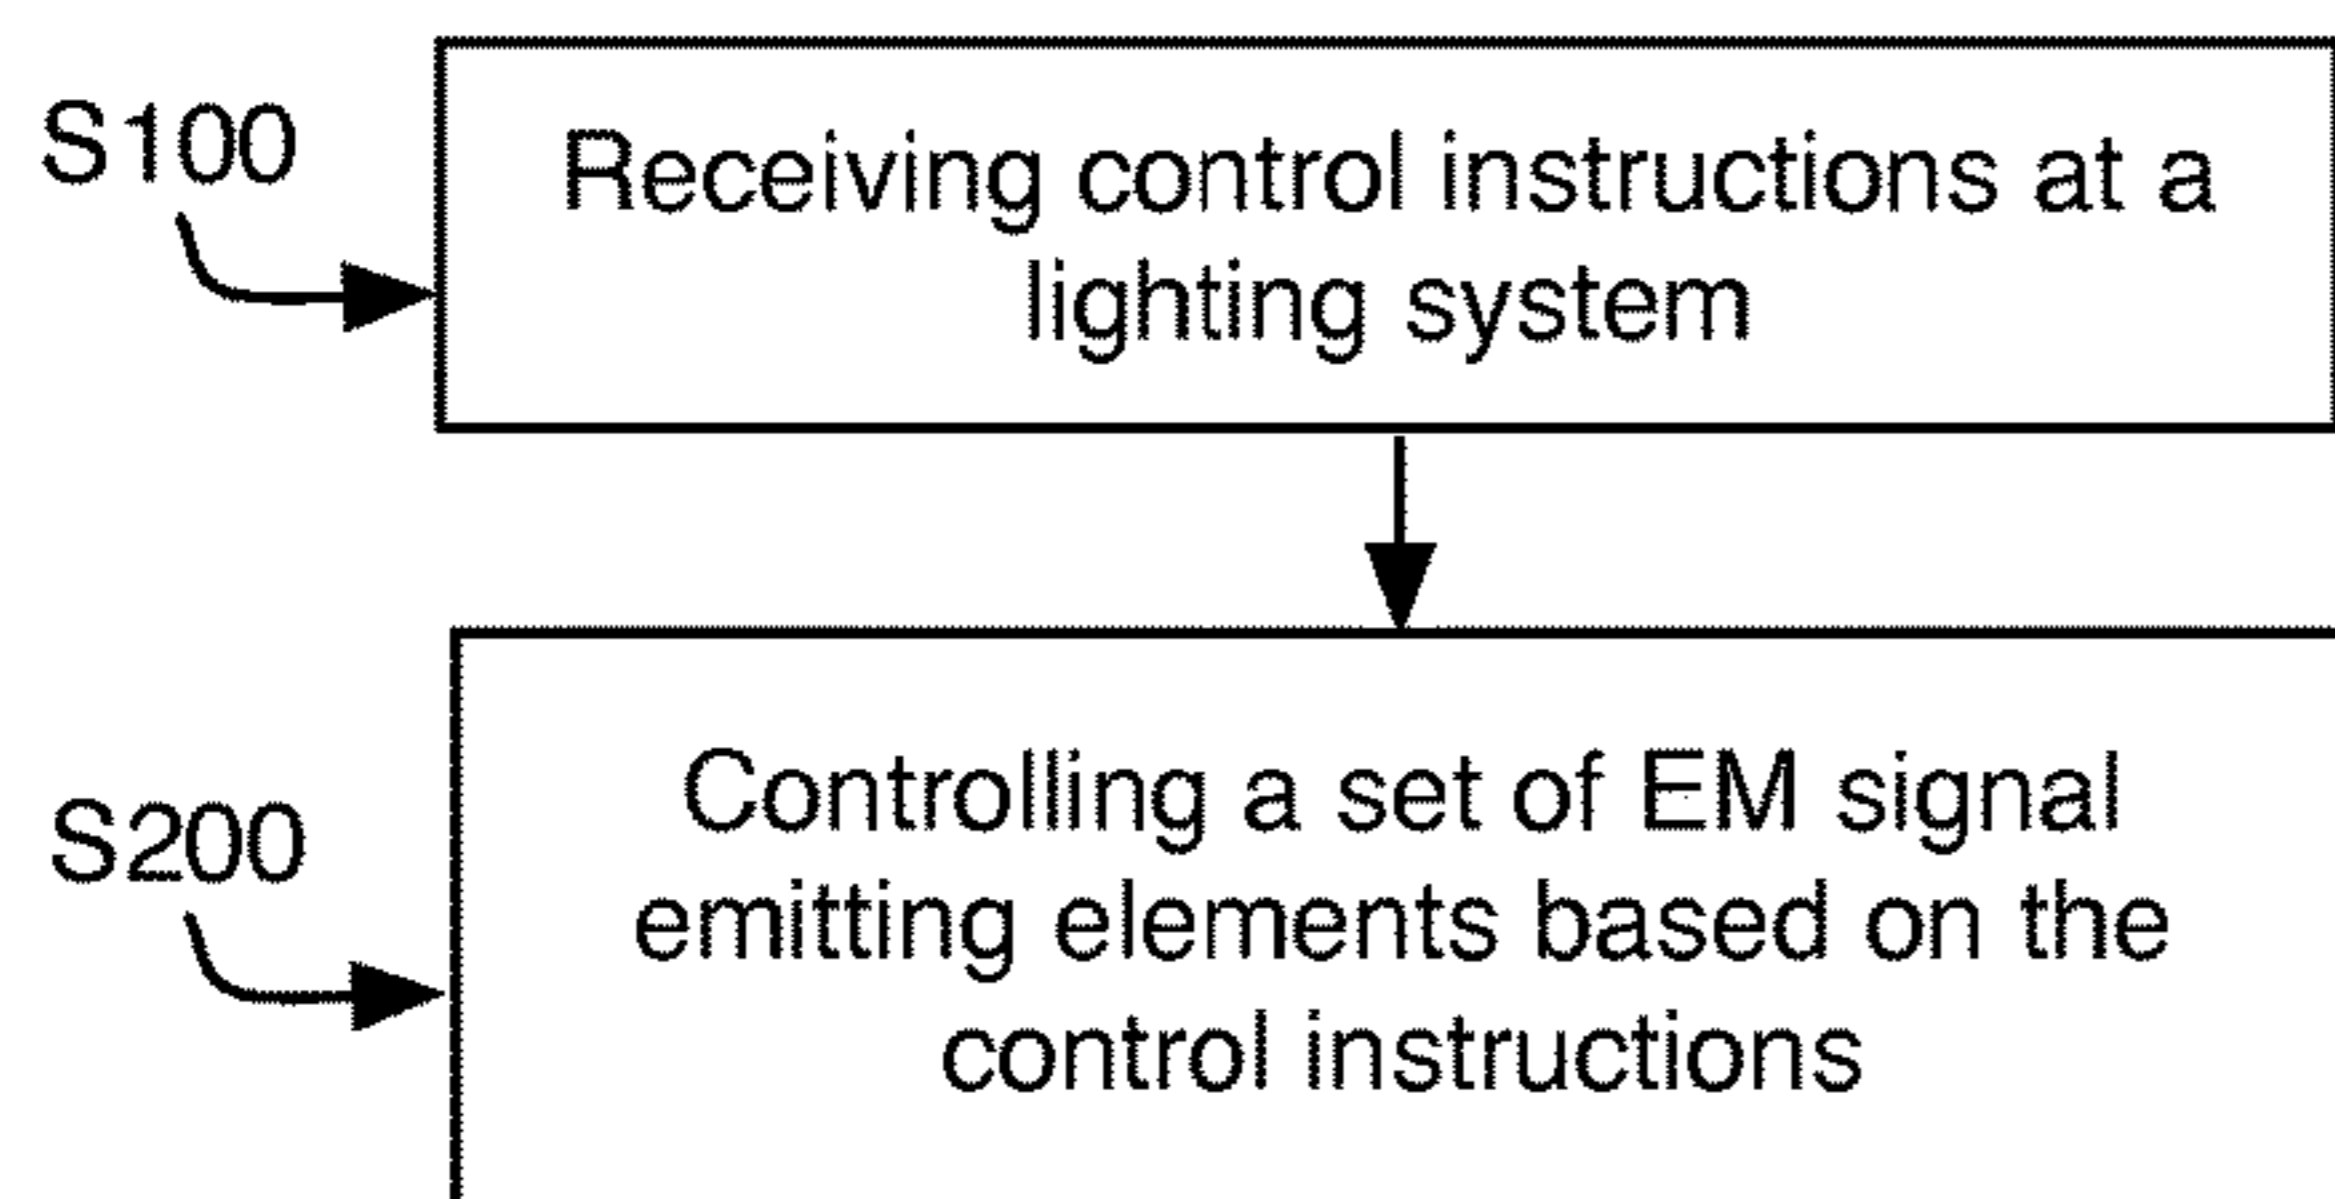 S100
Receiving control instructions at a
lighting system
S200
Controlling a set of EM signal
emitting elements based on the
control instructions